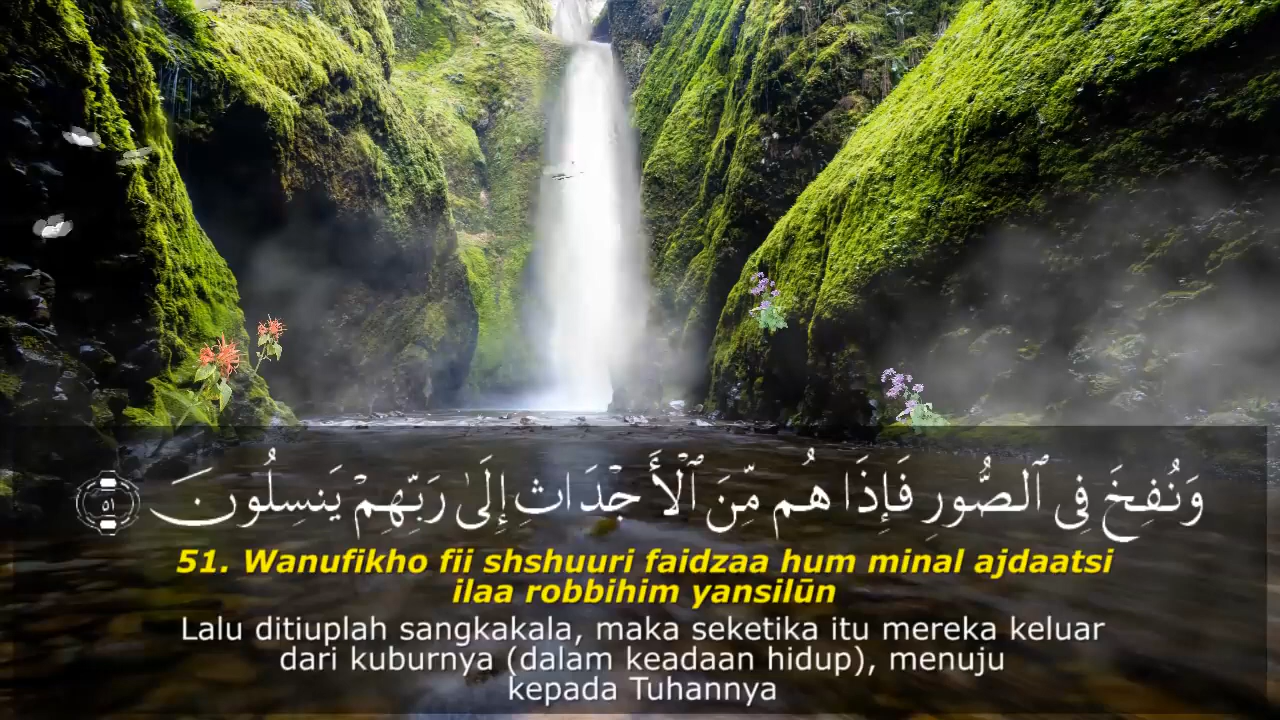 وَنُفِخَ فِى ٱلصُّورِ فَإِذَا هُم مِّنَ ٱلْأَجْدَاثِ إِلَىٰ رَبِّهِمْ يَنسِلُونَ ٥١
51. Wanufikho fii shshuuri faidzaa hum minal ajdaatsi
ilaa robbihim yansilūn
Lalu ditiuplah sangkakala, maka seketika itu mereka keluar
dari kuburnya (dalam keadaan hidup), menuju
kepada Tuhannya